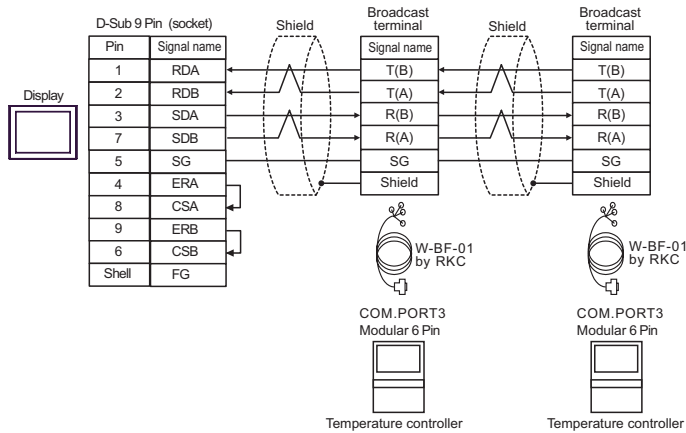 D-Sub 9 Pin (socket)
Shield
Broadcast
terminal
Shield
Broadcast
terminal
Pin Signal name
Signal name
Signal name
1 RDA
T(B)
T(B)
Display
2 RDB
T(A)
T(A)
3 SDA
R(B)
R(B)
7 SDB
R(A)
R(A)
5 SG
SG
SG
4 ERA
Shield
Shield
8 CSA
9 ERB
6 CSB
Shell FG
W-BF-01
by RKC
W-BF-01
by RKC
COM.PORT3
Modular 6 Pin
COM.PORT3
Modular 6 Pin
Temperature controller
Temperature controller